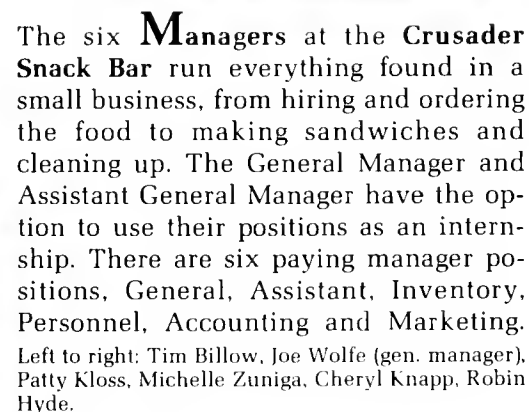 The six Managers at the Crusader
Snack Bar run everything found in a
small business, from hiring and ordering
the food to making sandwiches and
cleaning up. The General Manager and
Assistant General Manager have the op-
tion to use their positions as an intern-
ship. There are six paying manager po-
sitions, General, Assistant, Inventory,
Personnel, Accounting and Marketing.
Left to right: Tim Billow, Joe Wolfe (gen. manager),
Patty Kloss, Michelle Zuniga, Cheryl Knapp, Robin
Hyde.